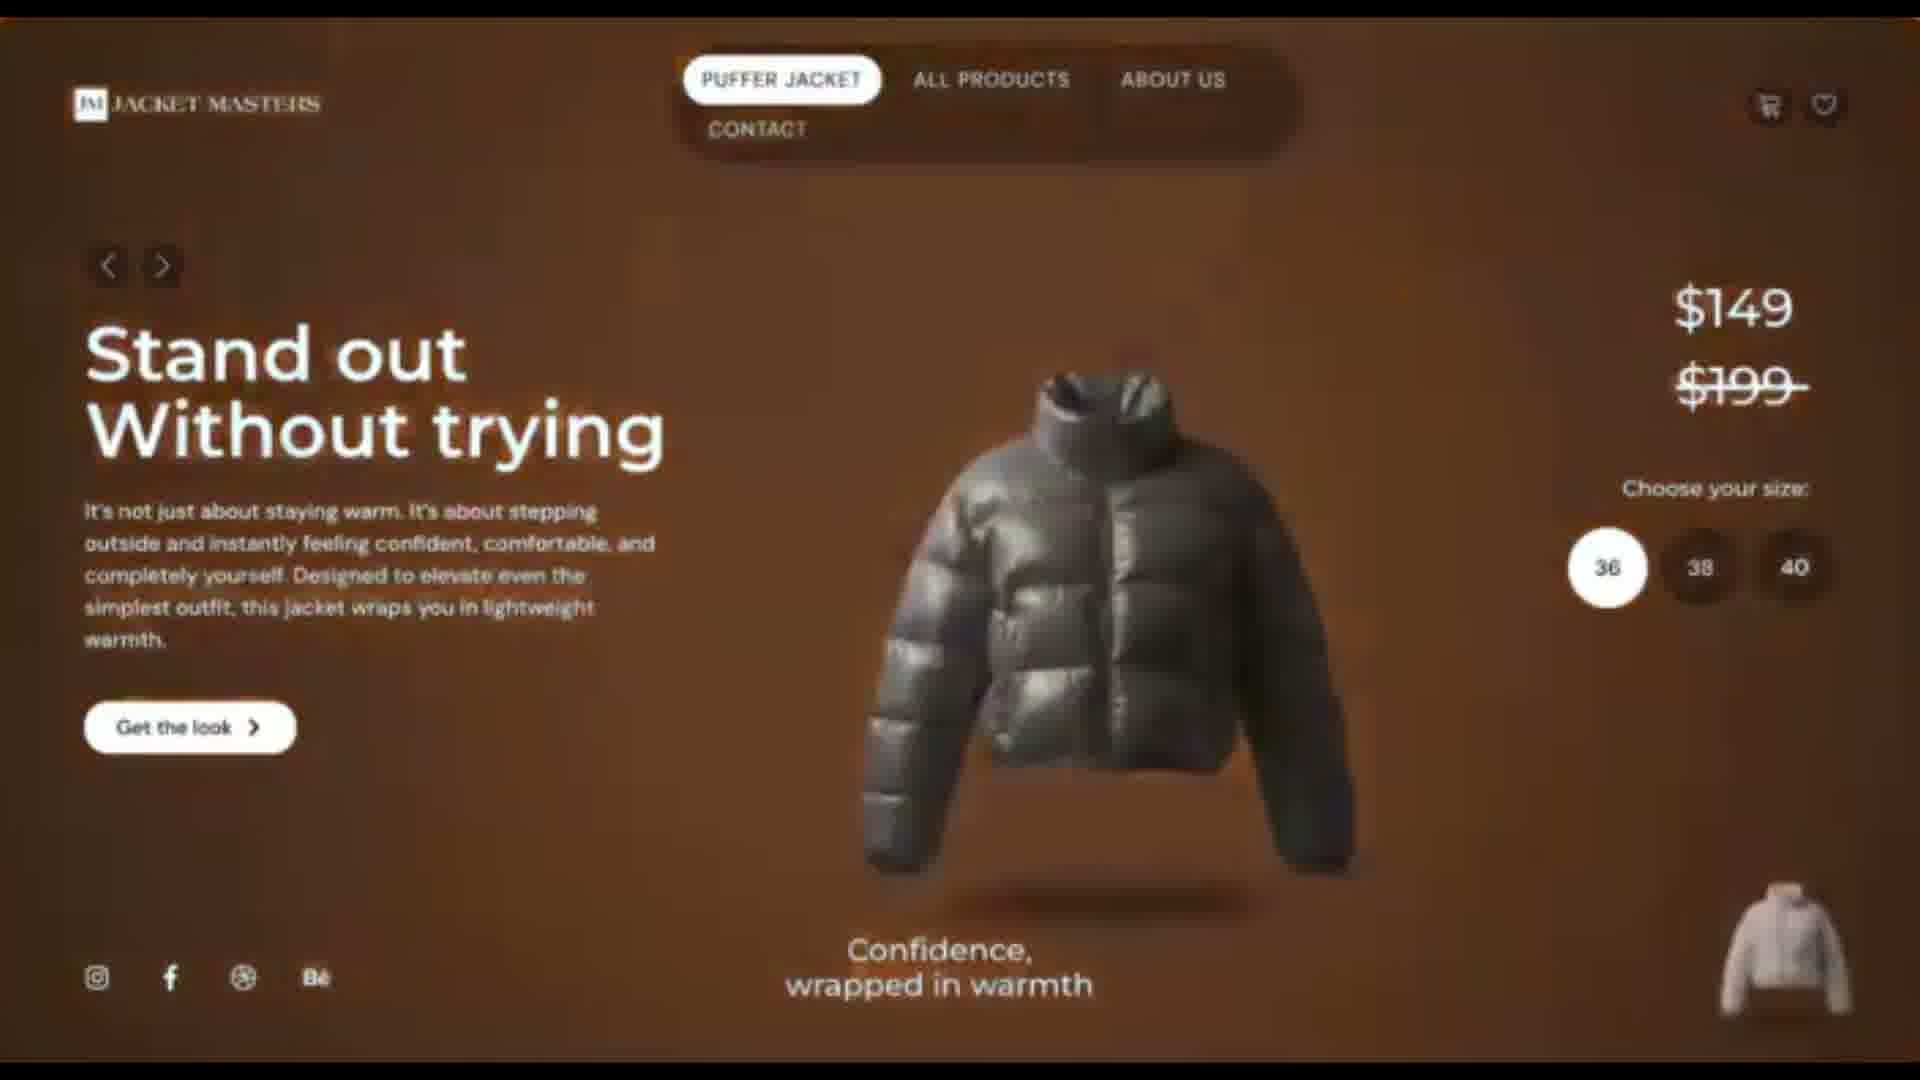 JM JACKET MASTERS
PUFFER JACKET ALL PRODUCTS ABOUT US
CONTACT
Stand out
Without trying
It's not just about staying warm. It's about stepping
outside and instantly feeling confident, comfortable, and
completely yourself. Designed to elevate even the
simplest outfit, this jacket wraps you in lightweight
warmth.
Get the look
$149
$199
Choose your size:
36 38 40
Confidence,
wrapped in warmth
Bē